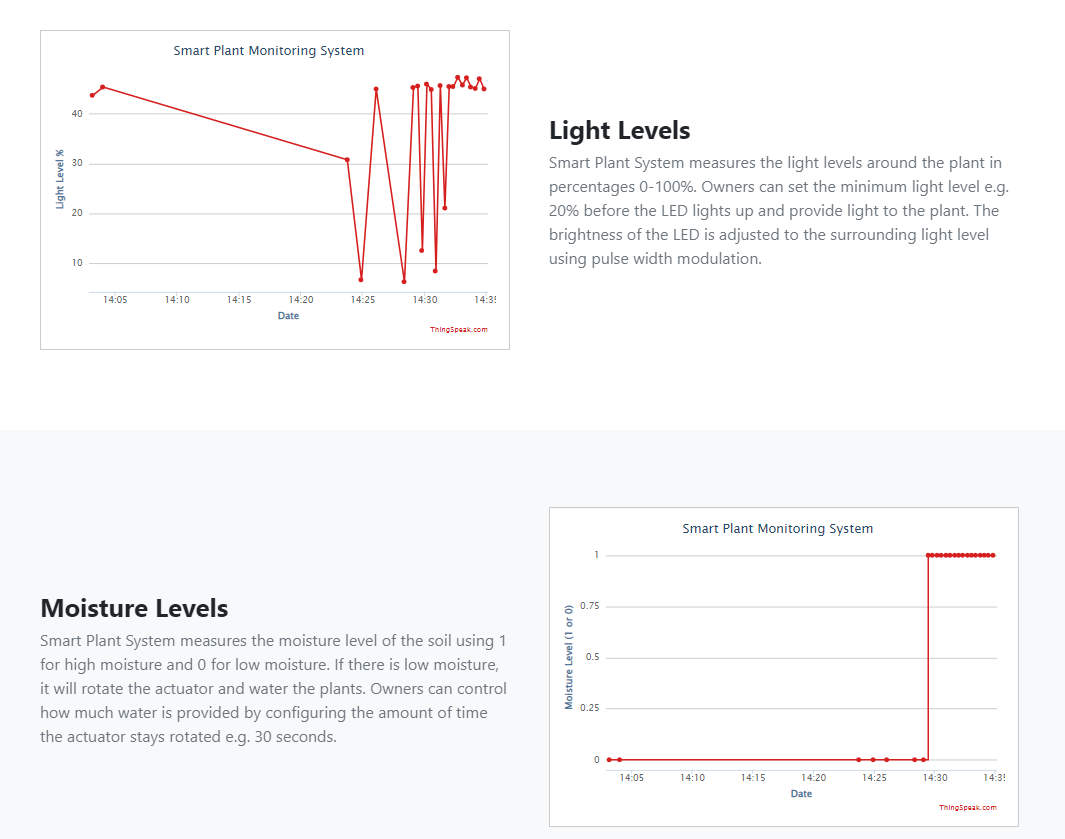 Smart Plant Monitoring System
40
30
20
10
Light Level %
14:05 14:10 14:15 14:20 14:25 14:30 14:3
Date
ThingSpeak.com
Light Levels
Smart Plant System measures the light levels around the plant in
percentages 0-100%. Owners can set the minimum light level e.g.
20% before the LED lights up and provide light to the plant. The
brightness of the LED is adjusted to the surrounding light level
using pulse width modulation.
Moisture Levels
Smart Plant System measures the moisture level of the soil using 1
for high moisture and 0 for low moisture. If there is low moisture,
it will rotate the actuator and water the plants. Owners can control
how much water is provided by configuring the amount of time
the actuator stays rotated e.g. 30 seconds.
Smart Plant Monitoring System
1
0.75
0.5
0.25
0
Moisture Level (1 or 0)
14:05 14:10 14:15 14:20 14:25 14:30 14:3
Date
ThingSpeak.com